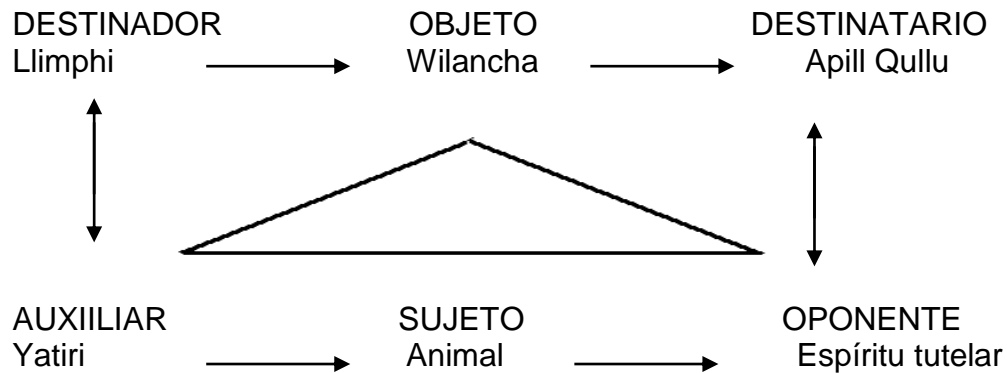 DESTINADOR OBJETO DESTINATARIO
Llimphi Wilancha Apill Qullu
AUXIILIAR SUJETO OPONENTE
Yatiri Animal Espíritu tutelar